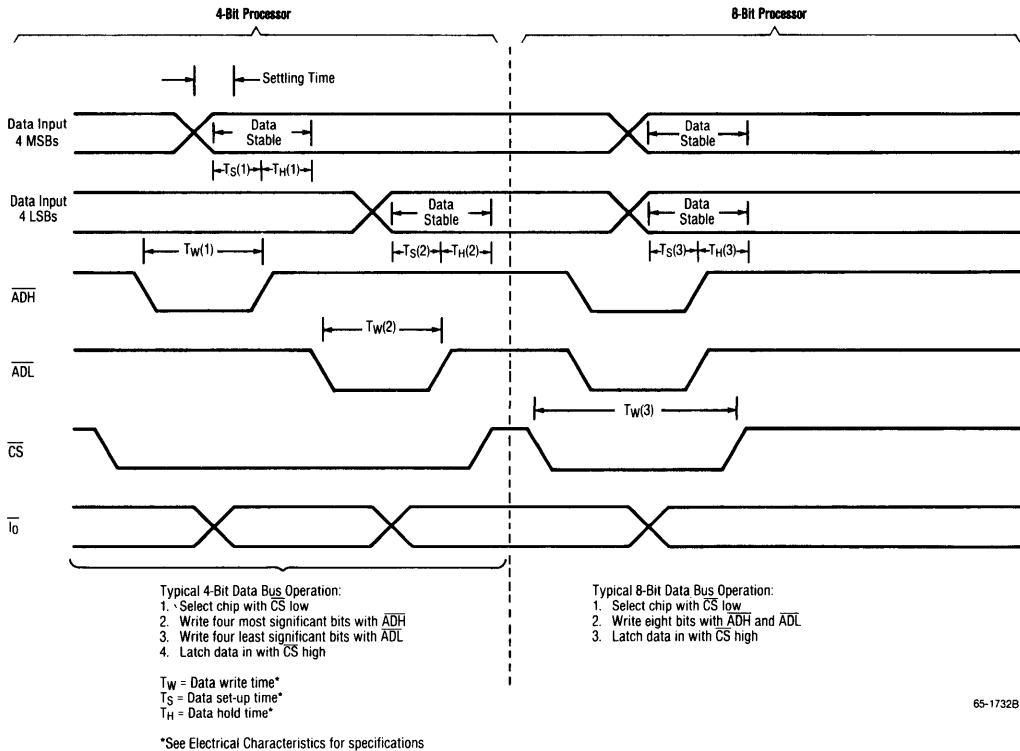 4-Bit Processor
8-Bit Processor
Settling Time
Data Input
4 MSBs
Data
Stable
Data
Stable
TS(1)
TH(1)
Data Input
4 LSBs
Data
Stable
Data
Stable
TW(1)
TS(2)
TH(2)
TS(3)
TH(3)
ADH
TW(2)
ADL
TW(3)
CS
I0
Typical 4-Bit Data Bus Operation:
1. Select chip with CS low
2. Write four most significant bits with ADH
3. Write four least significant bits with ADL
4. Latch data in with CS high
TW = Data write time*
TS = Data set-up time*
TH = Data hold time*
*See Electrical Characteristics for specifications
Typical 8-Bit Data Bus Operation:
1. Select chip with CS low
2. Write eight bits with ADH and ADL
3. Latch data in with CS high
65-1732B